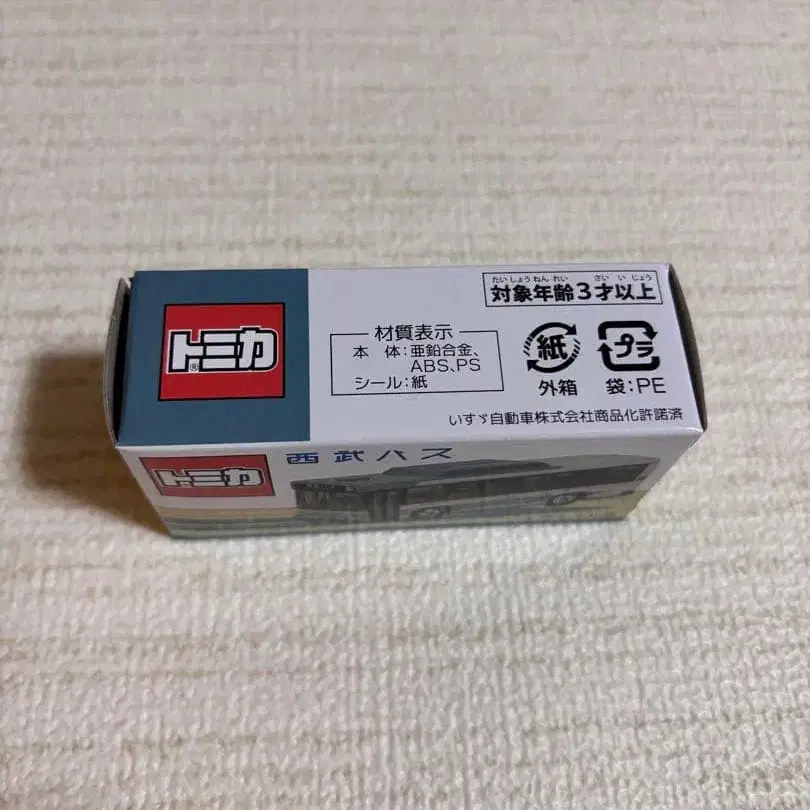 トミカ
®
たいしょうねんれい さい いじょう
対象年齢3才以上
材質表示
本 体:亜鉛合金、
ABS、PS
シール:紙
紙
外箱
プラ
袋:PE
いすゞ自動車株式会社商品化許諾済
トミカ
西武バス